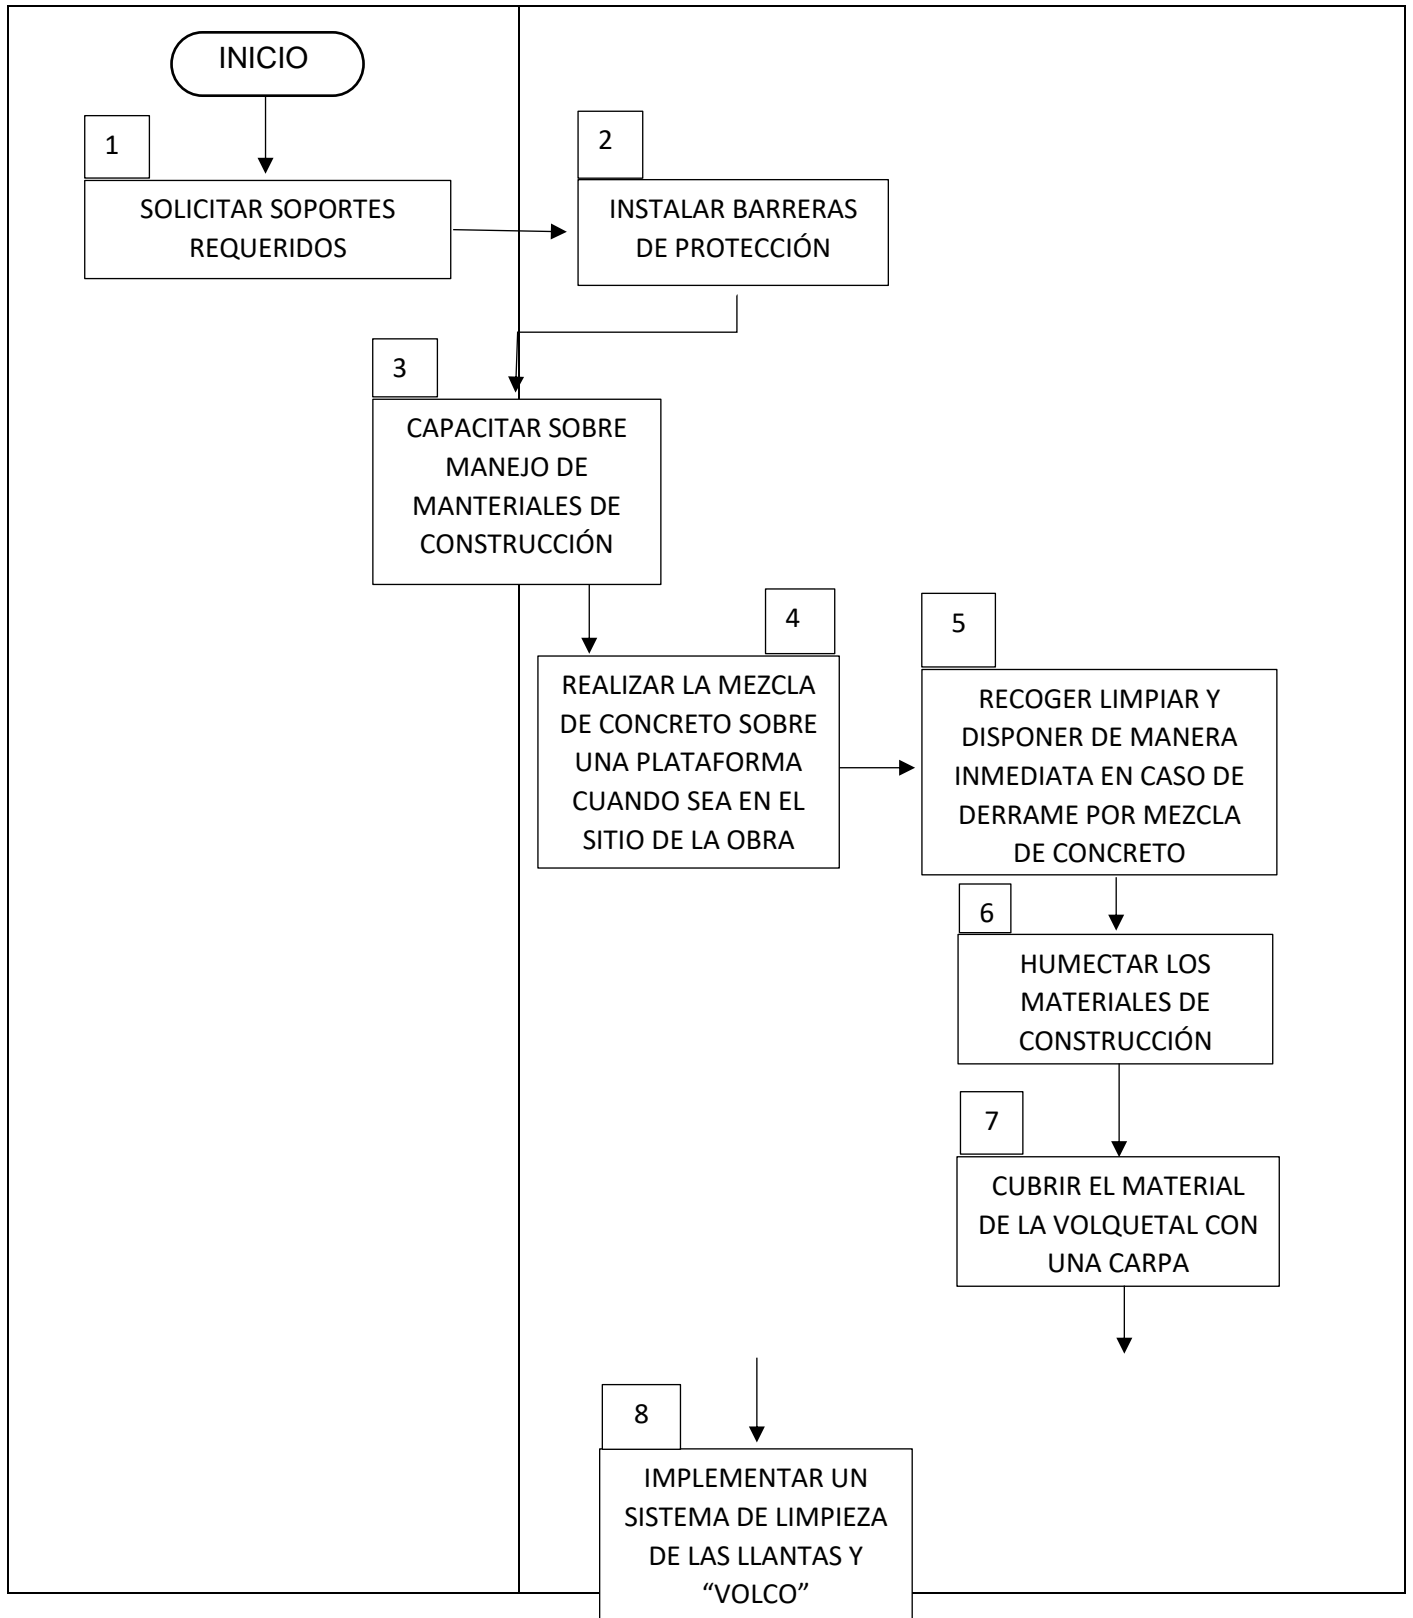 INICIO
1
SOLICITAR SOPORTES
REQUERIDOS
2
INSTALAR BARRERAS
DE PROTECCIÓN
3
CAPACITAR SOBRE
MANEJO DE
MANTERIALES DE
CONSTRUCCIÓN
4
REALIZAR LA MEZCLA
DE CONCRETO SOBRE
UNA PLATAFORMA
CUANDO SEA EN EL
SITIO DE LA OBRA
5
RECOGER LIMPIAR Y
DISPONER DE MANERA
INMEDIATA EN CASO DE
DERRAME POR MEZCLA
DE CONCRETO
6
HUMECTAR LOS
MATERIALES DE
CONSTRUCCIÓN
7
CUBRIR EL MATERIAL
DE LA VOLQUETAL CON
UNA CARPA
8
IMPLEMENTAR UN
SISTEMA DE LIMPIEZA
DE LAS LLANTAS Y
“VOLCO”